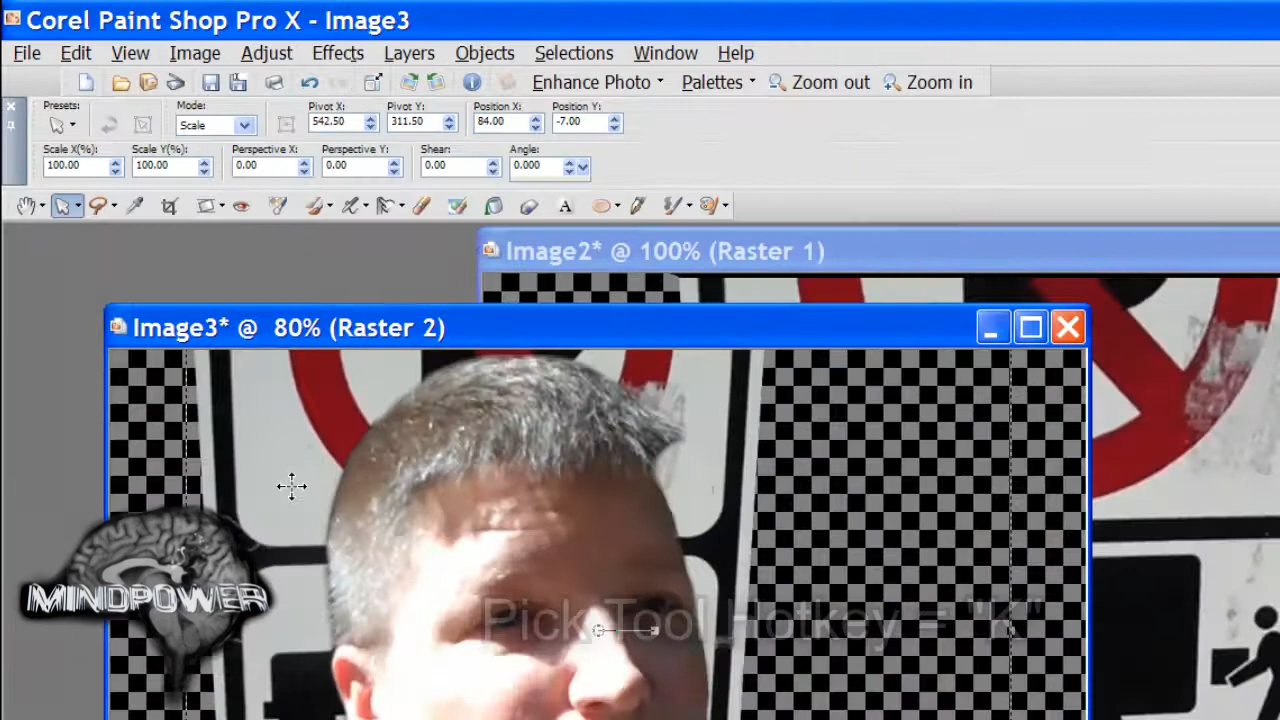 Corel Paint Shop Pro X - Image3
File Edit View Image Adjust Effects Layers Objects Selections Window Help
Enhance Photo Palettes Zoom out Zoom in
Presets: Mode: Pivot X: Pivot Y: Position X: Position Y:
Scale 542.50 311.50 84.00 -7.00
Scale X(%): Scale Y(%): Perspective X: Perspective Y: Shear: Angle:
100.00 100.00 0.00 0.00 0.00 0.000
A
Image2* @ 100% (Raster 1)
Image3* @ 80% (Raster 2)
MINDPOWER
Pick Tool Hotkey = "K"